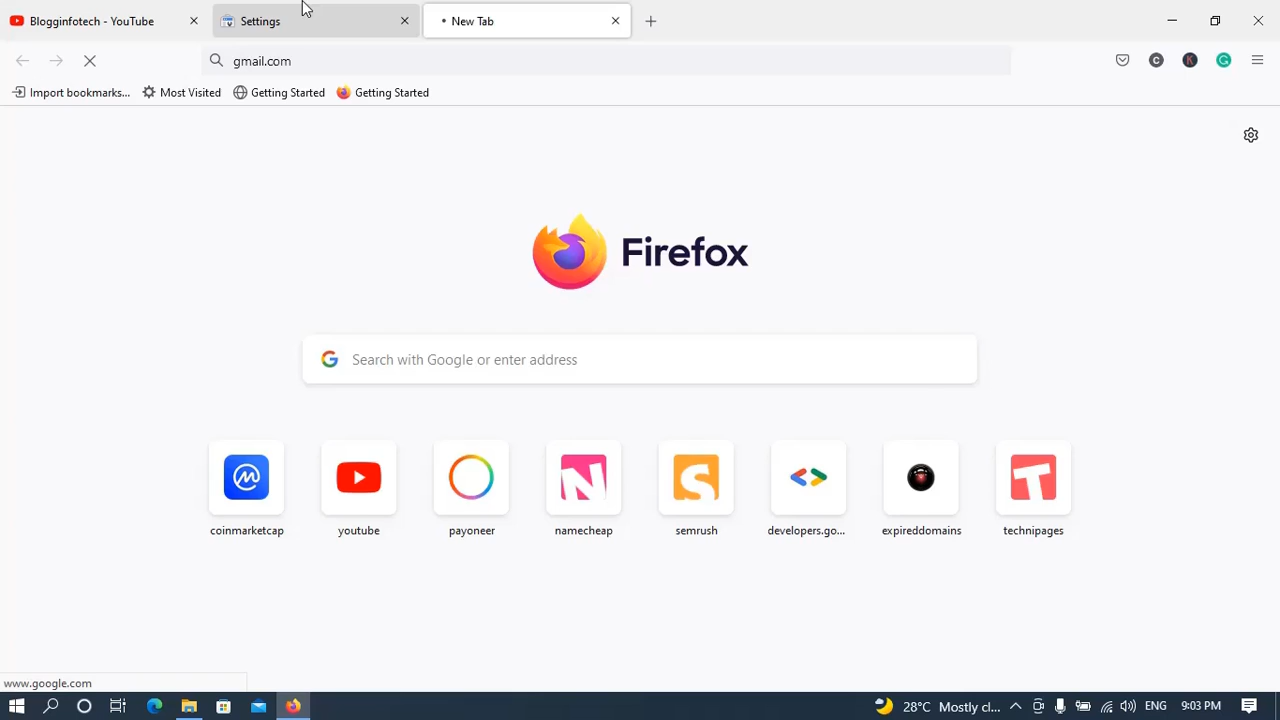 Blogginfotech - YouTube
Settings
New Tab
gmail.com
Import bookmarks...
Most Visited
Getting Started
Getting Started
Firefox
Search with Google or enter address
coinmarketcap
youtube
payoneer
namecheap
semrush
developers.go...
expireddomains
technipages
www.google.com
28°C Mostly cl...
ENG
9:03 PM